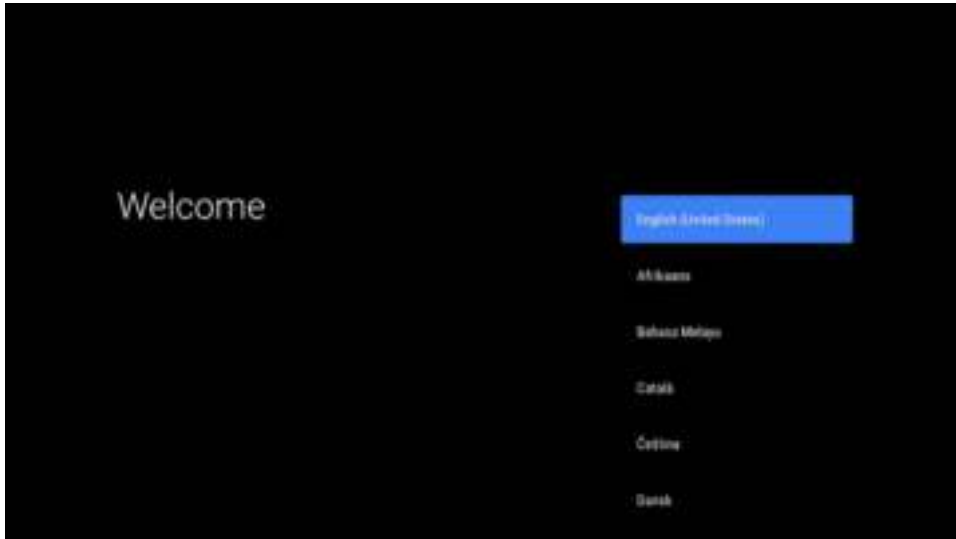 Welcome
English (United States)
Afrikaans
Bahasa Melayu
Català
Čeština
Dansk